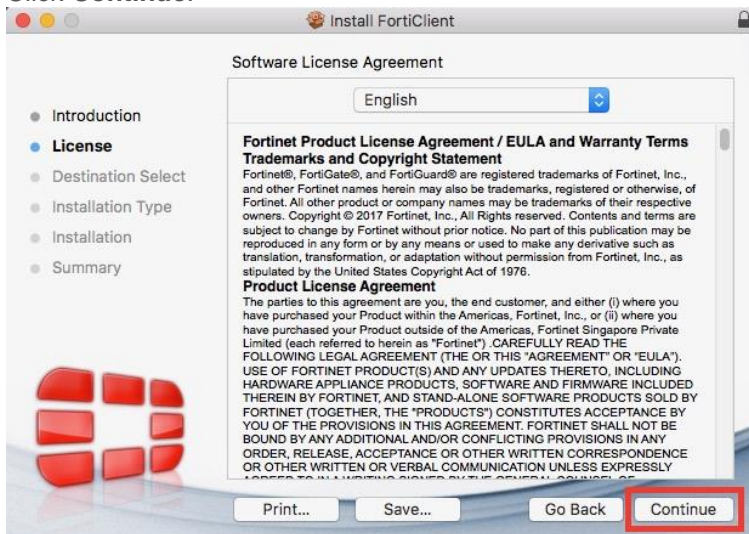 Install FortiClient
Software License Agreement
English
Introduction
License
Destination Select
Installation Type
Installation
Summary
Fortinet Product License Agreement / EULA and Warranty Terms
Trademarks and Copyright Statement
Fortinet®, FortiGate®, and FortiGuard® are registered trademarks of Fortinet, Inc.,
and other Fortinet names herein may also be trademarks, registered or otherwise, of
Fortinet. All other product or company names may be trademarks of their respective
owners. Copyright © 2017 Fortinet, Inc., All Rights reserved. Contents and terms are
subject to change by Fortinet without prior notice. No part of this publication may be
reproduced in any form or by any means or used to make any derivative such as
translation, transformation, or adaptation without permission from Fortinet, Inc., as
stipulated by the United States Copyright Act of 1976.
Product License Agreement
The parties to this agreement are you, the end customer, and either (i) where you
have purchased your Product within the Americas, Fortinet, Inc., or (ii) where you
have purchased your Product outside of the Americas, Fortinet Singapore Private
Limited (each referred to herein as "Fortinet") .CAREFULLY READ THE
FOLLOWING LEGAL AGREEMENT (THE OR THIS "AGREEMENT" OR "EULA").
USE OF FORTINET PRODUCT(S) AND ANY UPDATES THERETO, INCLUDING
HARDWARE APPLIANCE PRODUCTS, SOFTWARE AND FIRMWARE INCLUDED
THEREIN BY FORTINET, AND STAND-ALONE SOFTWARE PRODUCTS SOLD BY
FORTINET (TOGETHER, THE "PRODUCTS") CONSTITUTES ACCEPTANCE BY
YOU OF THE PROVISIONS IN THIS AGREEMENT. FORTINET SHALL NOT BE
BOUND BY ANY ADDITIONAL AND/OR CONFLICTING PROVISIONS IN ANY
ORDER, RELEASE, ACCEPTANCE OR OTHER WRITTEN CORRESPONDENCE
OR OTHER WRITTEN OR VERBAL COMMUNICATION UNLESS EXPRESSLY
Print...
Save...
Go Back
Continue